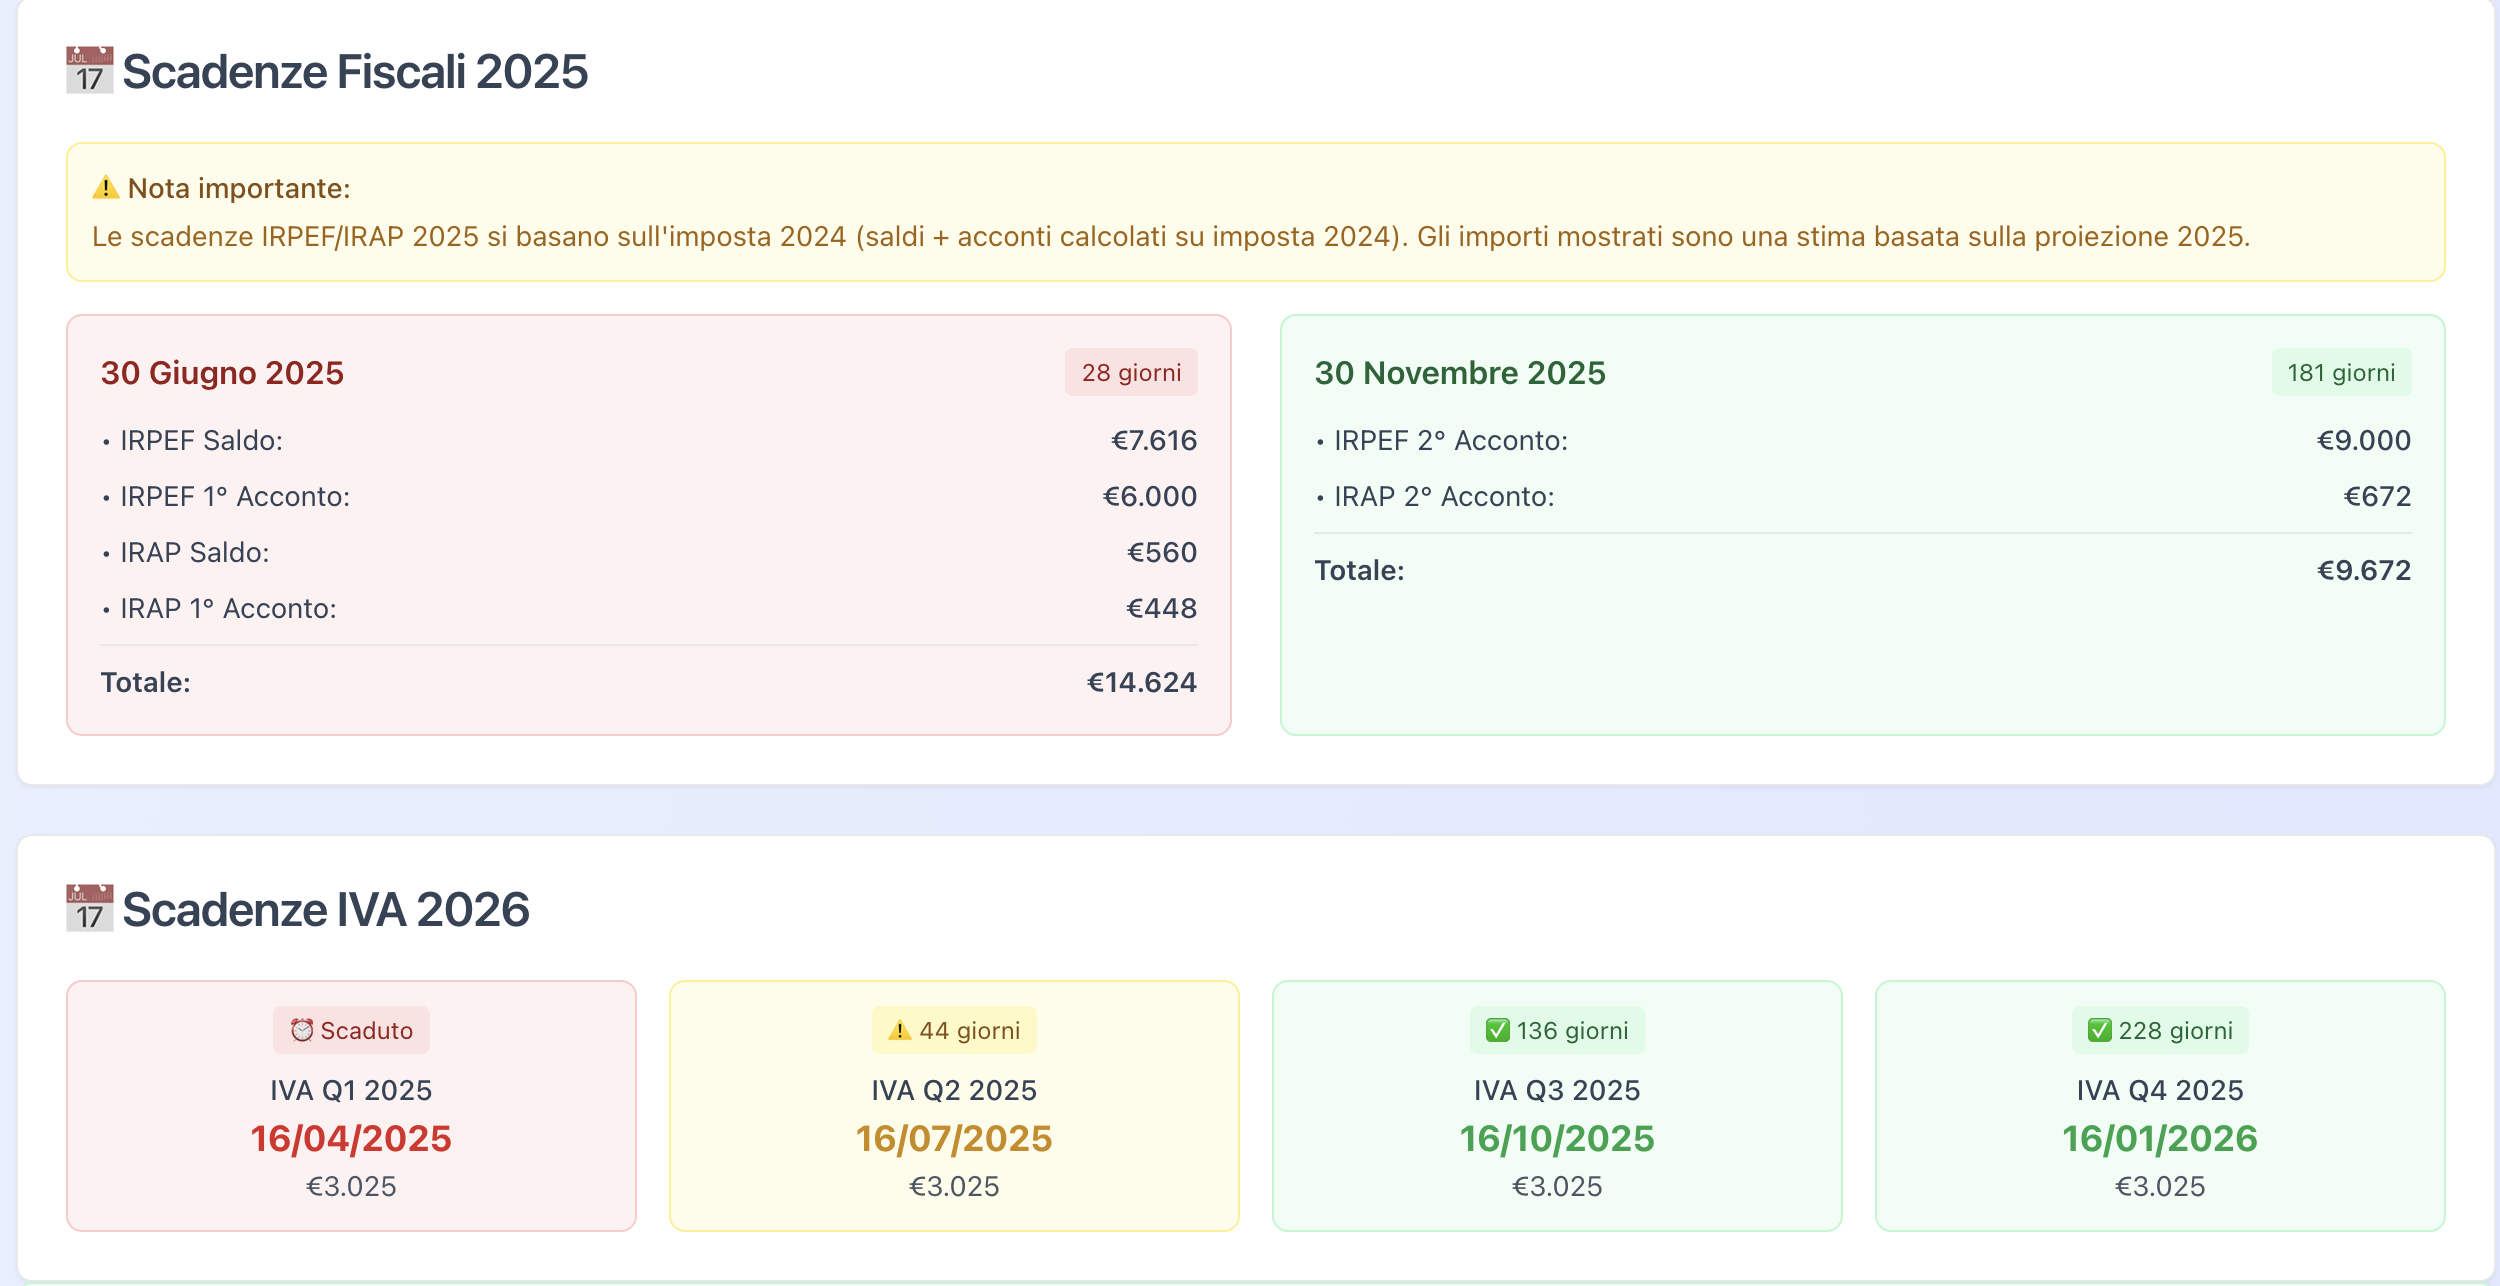 Scadenze Fiscali 2025
⚠️ Nota importante:
Le scadenze IRPEF/IRAP 2025 si basano sull'imposta 2024 (saldi + acconti calcolati su imposta 2024). Gli importi mostrati sono una stima basata sulla proiezione 2025.
30 Giugno 2025 28 giorni
• IRPEF Saldo: €7.616
• IRPEF 1° Acconto: €6.000
• IRAP Saldo: €560
• IRAP 1° Acconto: €448
Totale: €14.624
30 Novembre 2025 181 giorni
• IRPEF 2° Acconto: €9.000
• IRAP 2° Acconto: €672
Totale: €9.672
Scadenze IVA 2026
⏰ Scaduto
IVA Q1 2025
16/04/2025
€3.025
⚠️ 44 giorni
IVA Q2 2025
16/07/2025
€3.025
✅ 136 giorni
IVA Q3 2025
16/10/2025
€3.025
✅ 228 giorni
IVA Q4 2025
16/01/2026
€3.025